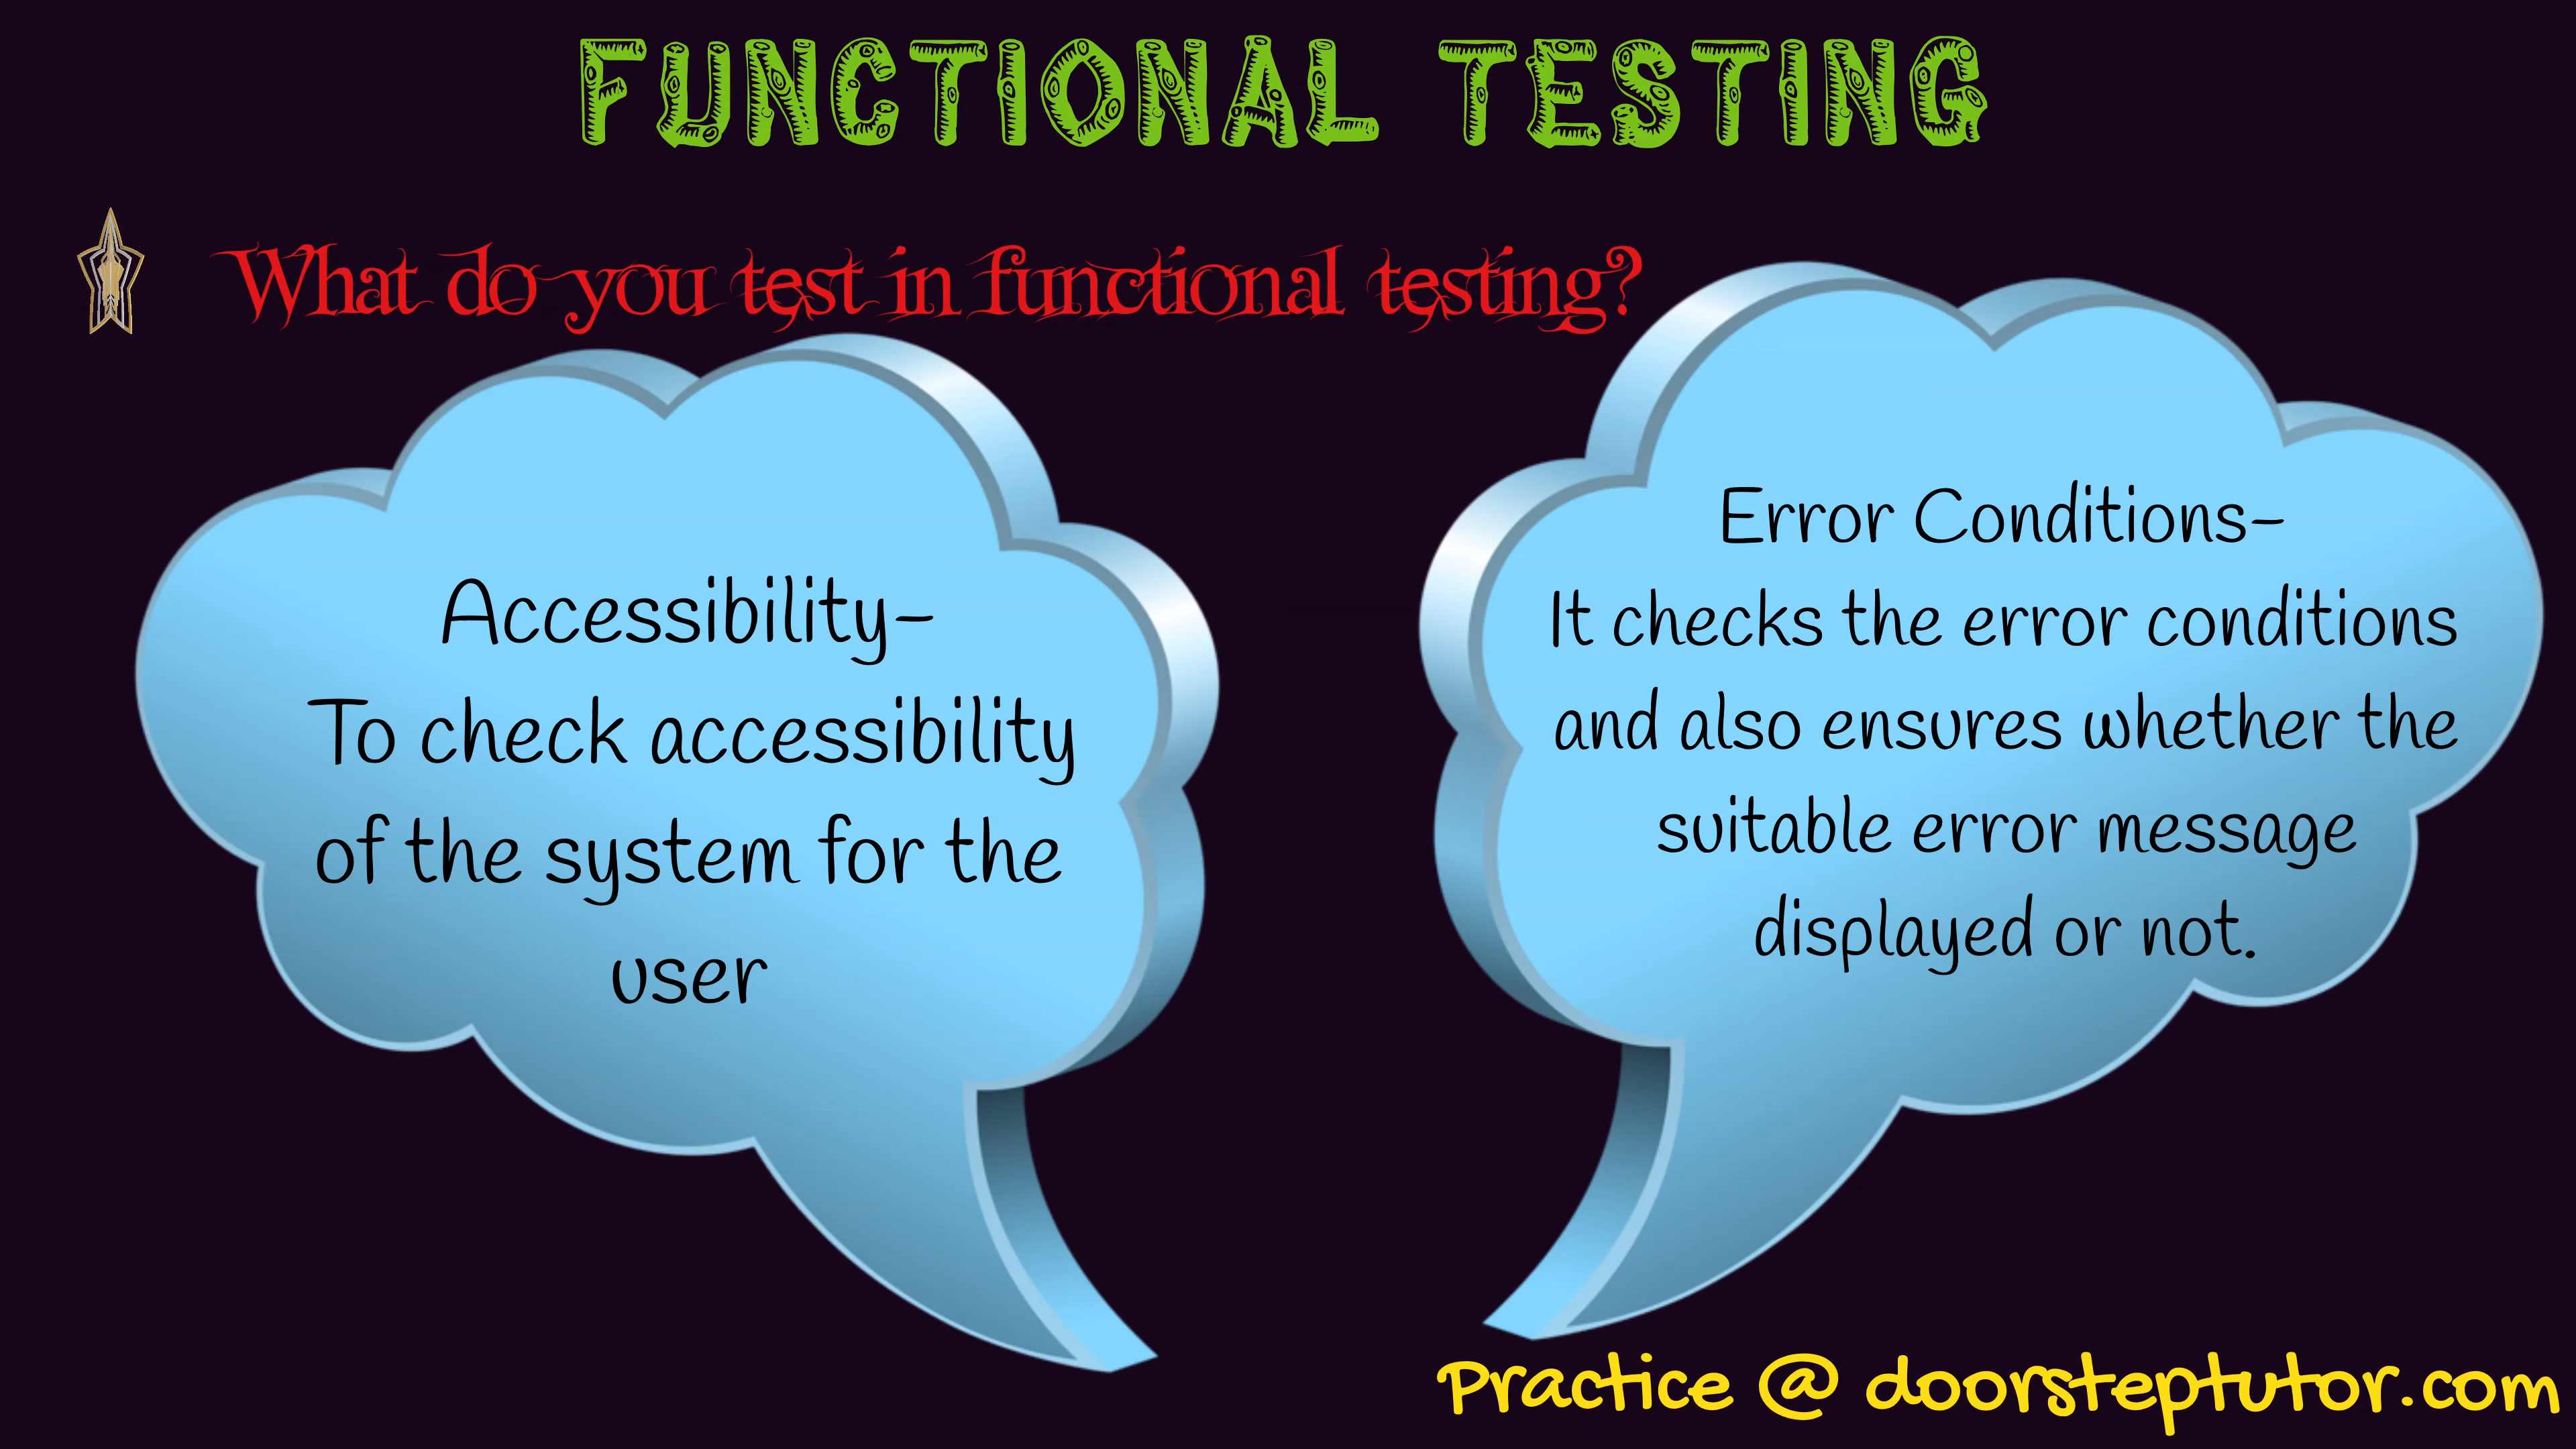 FUNCTIONAL TESTING
What do you test in functional testing?
Accessibility-
To check accessibility
of the system for the
user
Error Conditions-
It checks the error conditions
and also ensures whether the
suitable error message
displayed or not.
Practice @ doorsteptutor.com